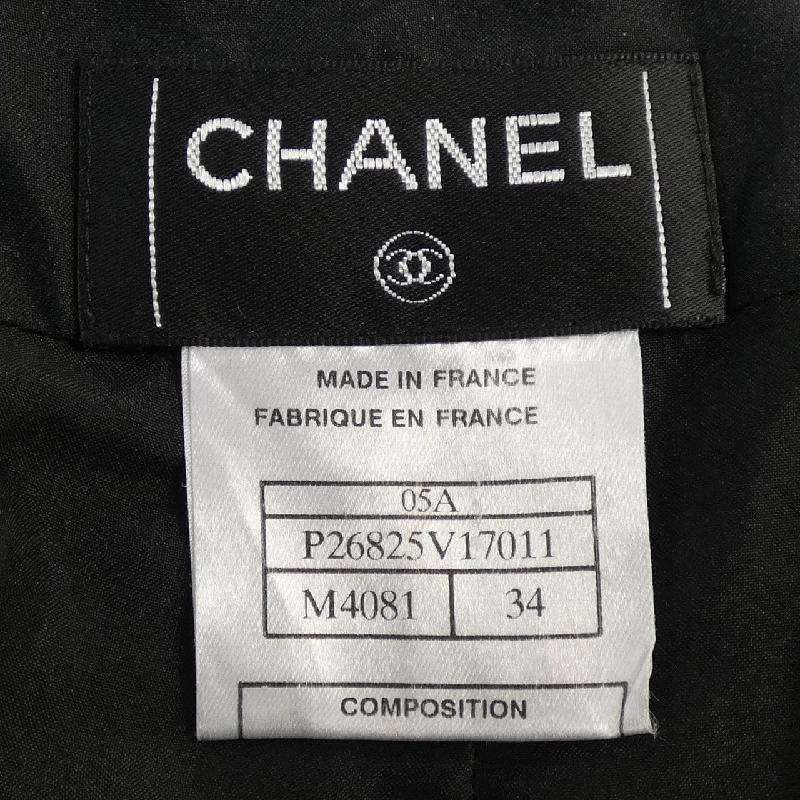 CHANEL
MADE IN FRANCE
FABRIQUE EN FRANCE
05A
P26825V17011
M4081 34
COMPOSITION